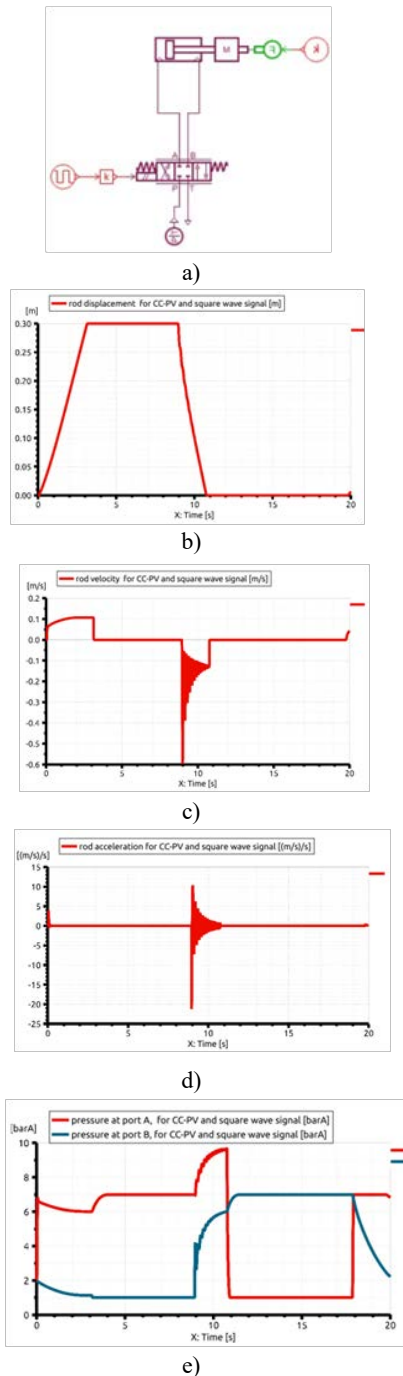 M
F
k
A B
k
P T
a)
rod displacement for CC-PV and square wave signal [m]
[m]
0.30
0.25
0.20
0.15
0.10
0.05
0.00
0 5 10 15 20
X: Time [s]
b)
rod velocity for CC-PV and square wave signal [m/s]
[m/s]
0.2
0.1
0.0
-0.1
-0.2
-0.3
-0.4
-0.5
-0.6
0 5 10 15 20
X: Time [s]
c)
rod acceleration for CC-PV and square wave signal [(m/s)/s]
[(m/s)/s]
15
10
5
0
-5
-10
-15
-20
-25
0 5 10 15 20
X: Time [s]
d)
pressure at port A, for CC-PV and square wave signal [barA]
pressure at port B, for CC-PV and square wave signal [barA]
[barA]
10
8
6
4
2
0
0 5 10 15 20
X: Time [s]
e)